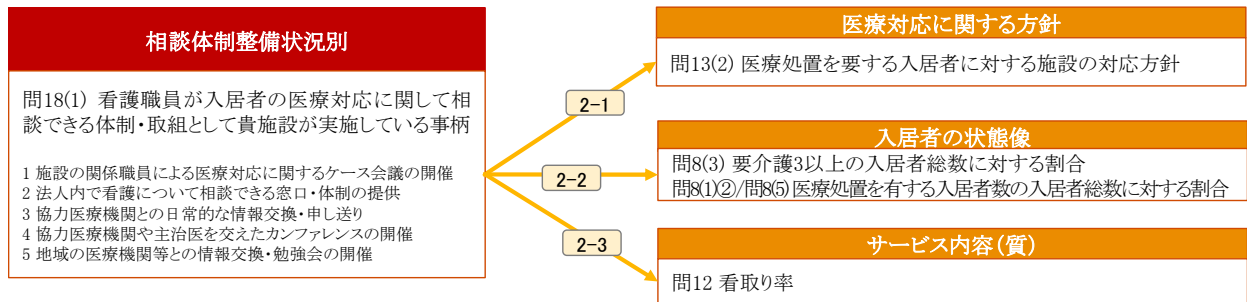 相談体制整備状況別
問18(1) 看護職員が入居者の医療対応に関して相
談できる体制・取組として貴施設が実施している事柄
1 施設の関係職員による医療対応に関するケース会議の開催
2 法人内で看護について相談できる窓口・体制の提供
3 協力医療機関との日常的な情報交換・申し送り
4 協力医療機関や主治医を交えたカンファレンスの開催
5 地域の医療機関等との情報交換・勉強会の開催
2-1
医療対応に関する方針
問13(2) 医療処置を要する入居者に対する施設の対応方針
2-2
入居者の状態像
問8(3) 要介護3以上の入居者総数に対する割合
問8(1)②/問8(5) 医療処置を有する入居者数の入居者総数に対する割合
2-3
サービス内容(質)
問12 看取り率